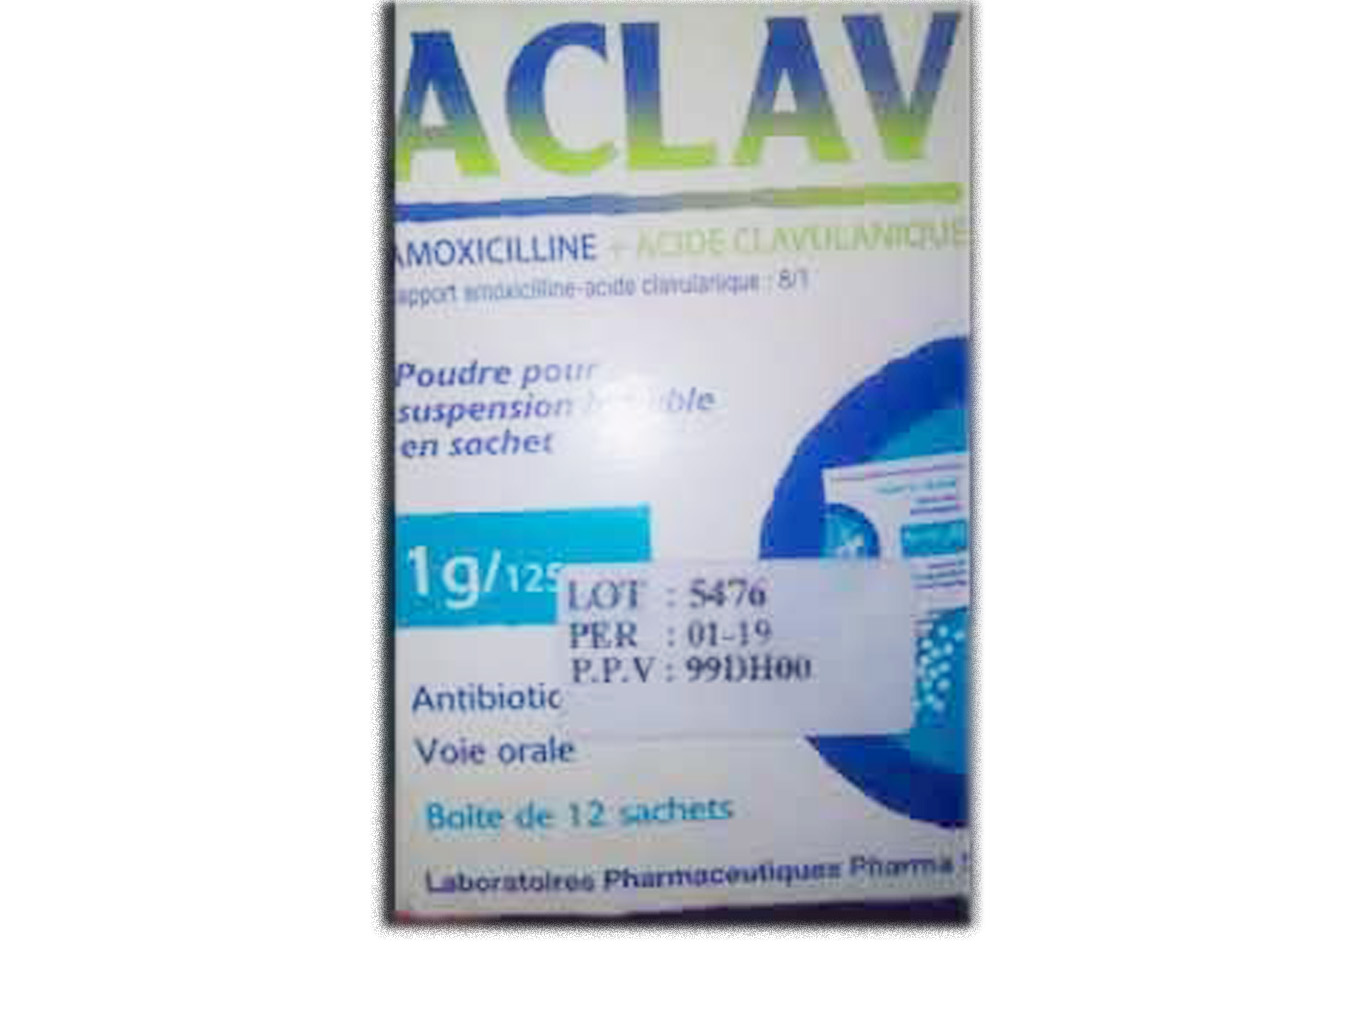 ACLAV
AMOXICILLINE + ACIDE CLAVULANIQUE
apport amoxicilline-acide clavulanique : 8/1
Poudre pour
suspension
en sachet
1g/125
LOT : 5476
PER : 01-19
P.P.V : 99DH00
Antibiotic
Voie orale
Boîte de 12 sachets
Laboratoires Pharmaceutiques Pharma